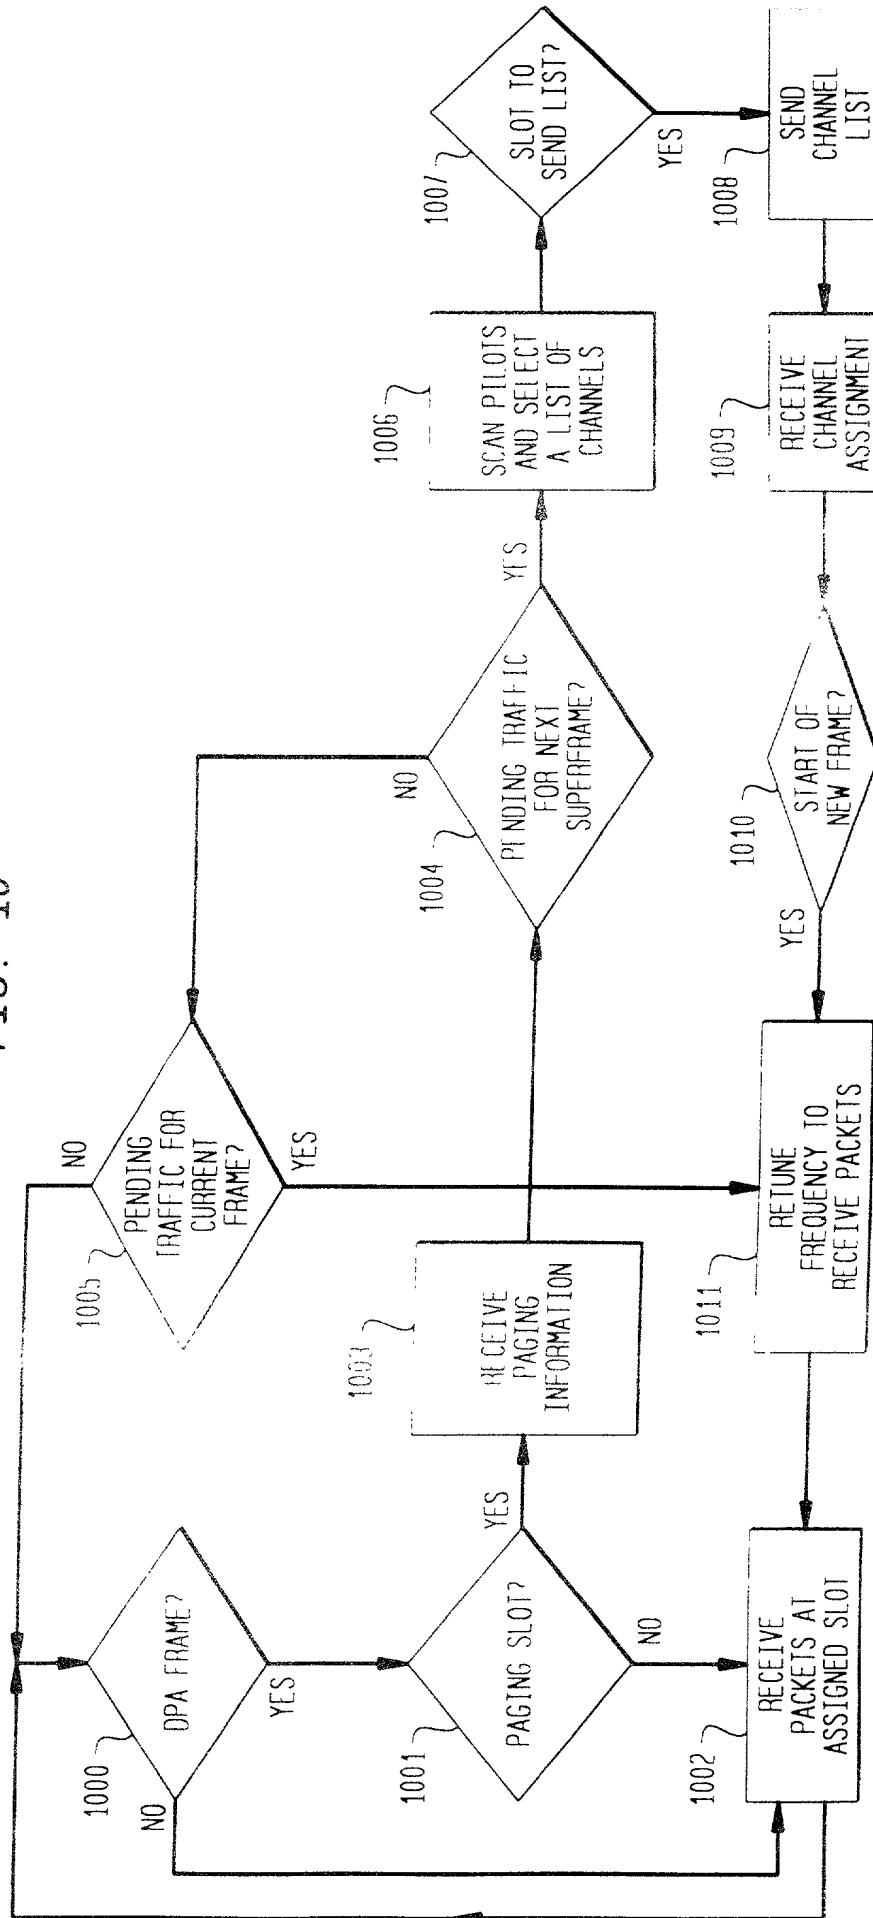 FIG. 10
1000
DPA FRAME?
NO
YES
1001
PAGING SLOT?
YES
NO
1002
RECEIVE
PACKETS AT
ASSIGNED SLOT
1003
RECEIVE
PAGING
INFORMATION
1004
PENDING TRAFFIC
FOR NEXT
SUPERFRAME?
NO
YES
1005
PENDING
TRAFFIC FOR
CURRENT
FRAME?
NO
YES
1006
SCAN PILOTS
AND SELECT
A LIST OF
CHANNELS
1007
SLOT TO
SEND LIST?
YES
1008
SEND
CHANNEL
LIST
1009
RECEIVE
CHANNEL
ASSIGNMENT
1010
START OF
NEW FRAME?
YES
1011
RETUNE
FREQUENCY TO
RECEIVE PACKETS